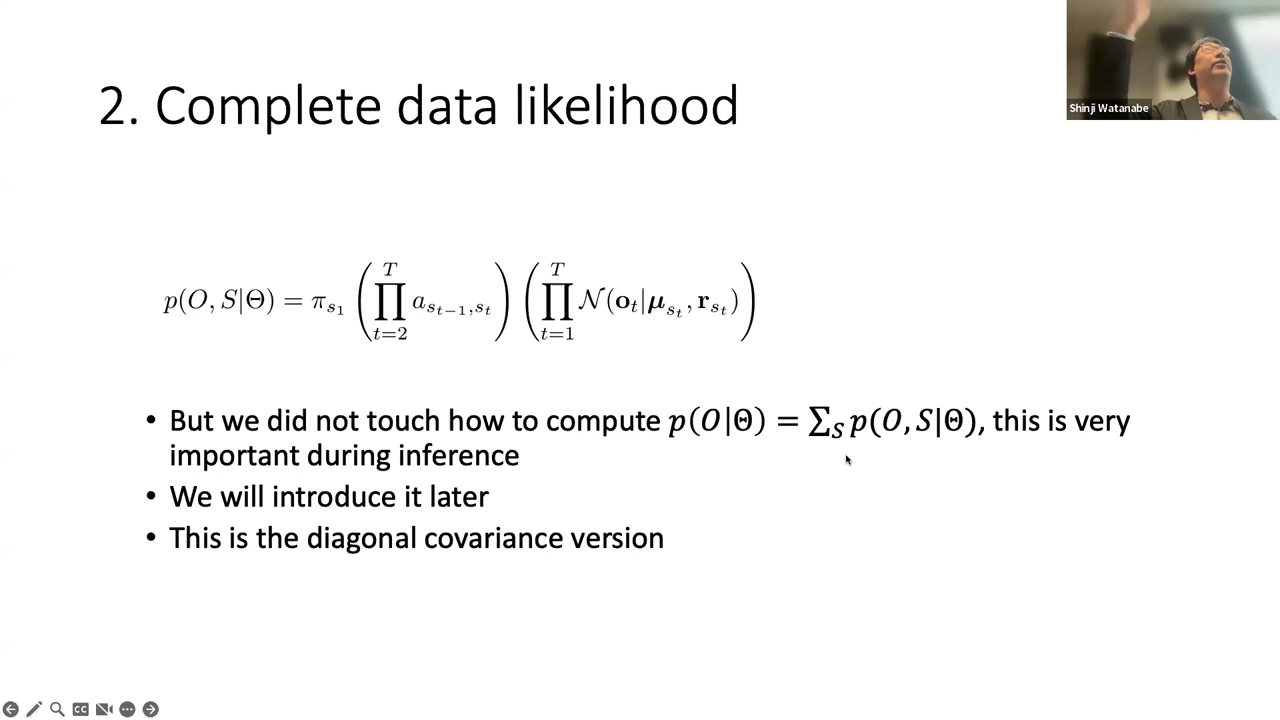 2. Complete data likelihood
Shinji Watanabe
p(O, S|Θ) = π_{s_1} ( ∏_{t=2}^{T} a_{s_{t−1},s_t} ) ( ∏_{t=1}^{T} 𝒩(𝐨_t|𝛍_{s_t}, 𝐫_{s_t}) )
• But we did not touch how to compute p(O|Θ) = ∑_S p(O, S|Θ), this is very
important during inference
• We will introduce it later
• This is the diagonal covariance version
CC